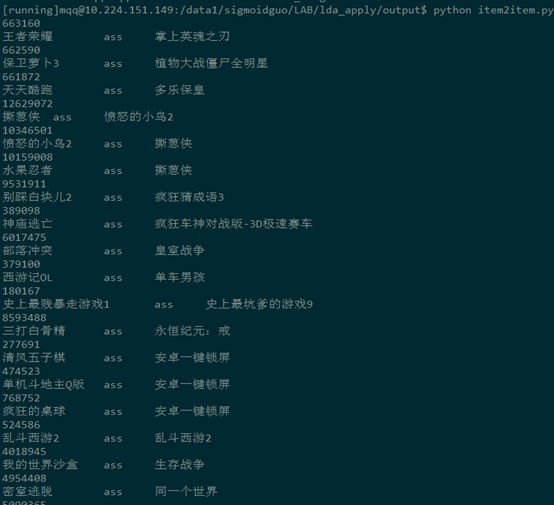 [running]mqq@10.224.151.149:/data1/sigmoidguo/LAB/lda_apply/output$ python item2item.py
663160
王者荣耀 ass 掌上英魂之刃
662590
保卫萝卜3 ass 植物大战僵尸全明星
661872
天天酷跑 ass 多乐保皇
12629072
撕葱侠 ass 愤怒的小鸟2
10346501
愤怒的小鸟2 ass 撕葱侠
10159008
水果忍者 ass 撕葱侠
9531911
别踩白块儿2 ass 疯狂猜成语3
389098
神庙逃亡 ass 疯狂车神对战版-3D极速赛车
6017475
部落冲突 ass 皇室战争
379100
西游记OL ass 单车男孩
180167
史上最贱暴走游戏1 ass 史上最坑爹的游戏9
8593488
三打白骨精 ass 永恒纪元：戒
277691
清风五子棋 ass 安卓一键锁屏
474523
单机斗地主Q版 ass 安卓一键锁屏
768752
疯狂的桌球 ass 安卓一键锁屏
524586
乱斗西游2 ass 乱斗西游2
4018945
我的世界沙盒 ass 生存战争
4954408
密室逃脱 ass 同一个世界
5090365